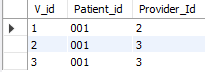 V_id Patient_id Provider_Id
1 001 2
2 001 3
3 001 3